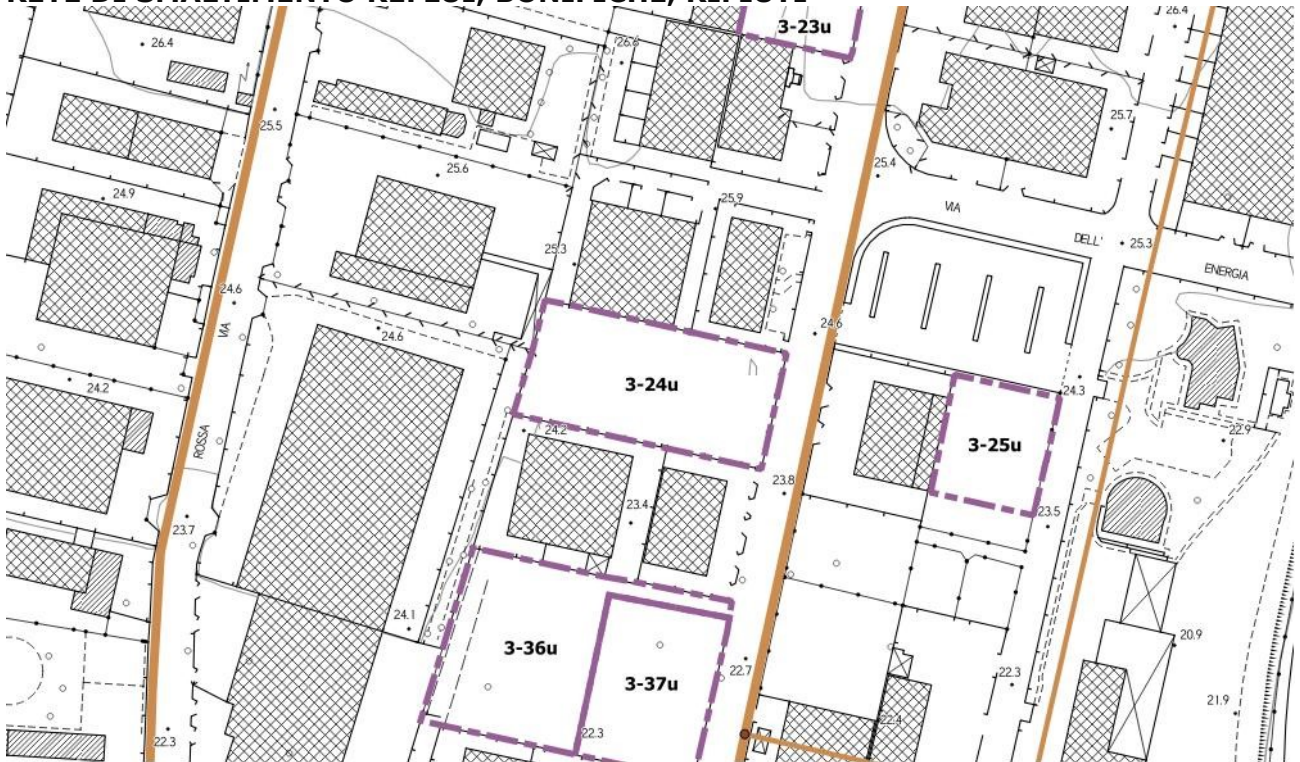 RETE DI SMALTIMENTO REFLUI, BONIFICHE, RIFIUTI
3-23u
26.4
26.4
26.6
25.5
25.7
25.4
25.6
24.9
25.9
VIA
DELL'
25.3
ENERGIA
25.3
24.6
VIA
24.6
24.6
24.2
3-24u
24.3
ROSSA
24.2
3-25u
22.9
23.8
23.4
23.5
23.7
24.1
3-36u
3-37u
22.7
20.9
22.3
21.9
22.4
22.3
22.3